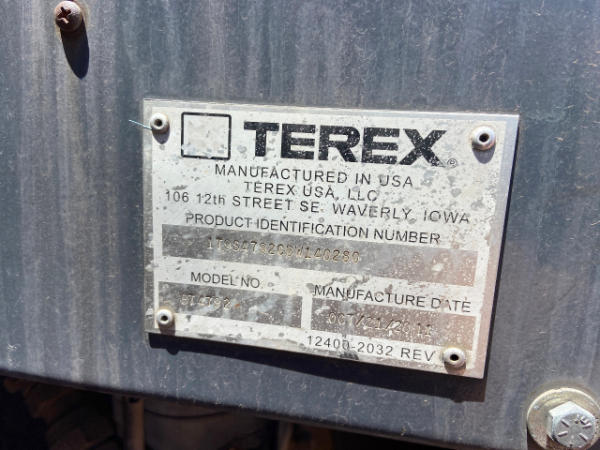 TEREX®
MANUFACTURED IN USA
TEREX USA, LLC
106 12th STREET SE, WAVERLY, IOWA
PRODUCT IDENTIFICATION NUMBER
MODEL NO.
MANUFACTURE DATE
12400-2032 REV